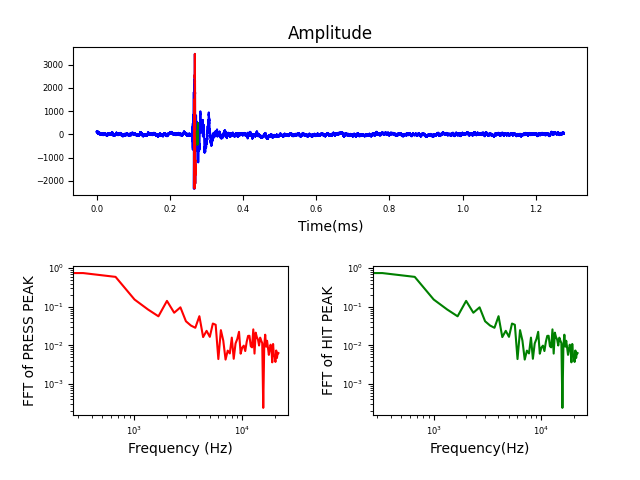 Amplitude
3000
2000
1000
0
−1000
−2000
0.0 0.2 0.4 0.6 0.8 1.0 1.2
Time(ms)
FFT of PRESS PEAK
10⁰
10⁻¹
10⁻²
10⁻³
10³ 10⁴
Frequency (Hz)
FFT of HIT PEAK
10⁰
10⁻¹
10⁻²
10⁻³
10³ 10⁴
Frequency(Hz)